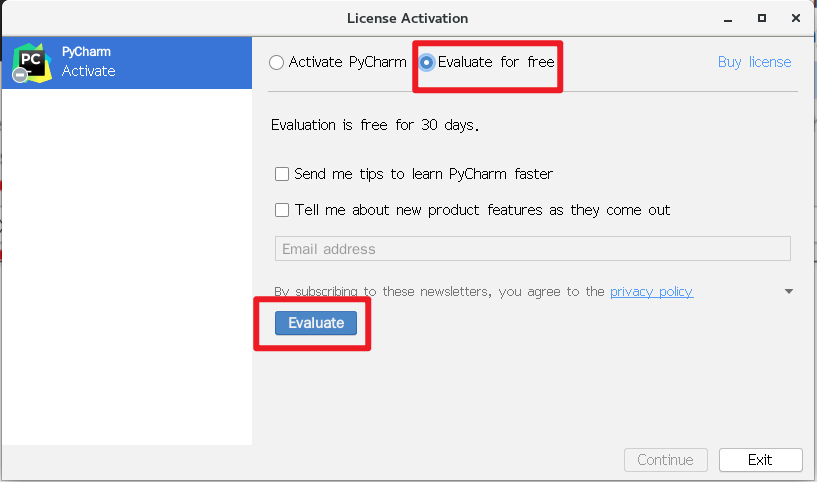 License Activation
PC
PyCharm
Activate
Activate PyCharm Evaluate for free Buy license
Evaluation is free for 30 days.
Send me tips to learn PyCharm faster
Tell me about new product features as they come out
Email address
By subscribing to these newsletters, you agree to the privacy policy
Evaluate
Continue Exit